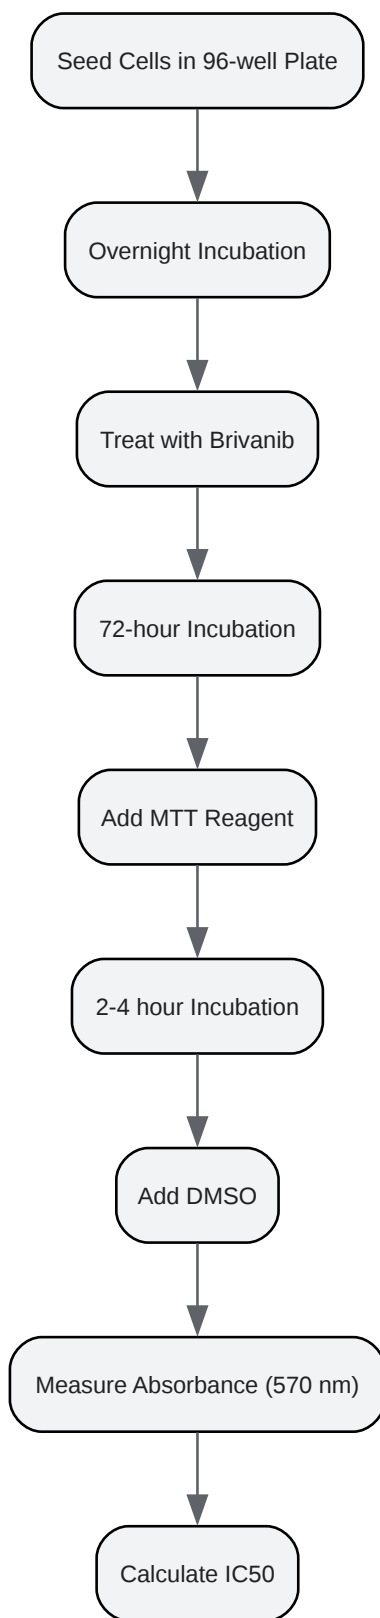 Seed Cells in 96-well Plate
Overnight Incubation
Treat with Brivanib
72-hour Incubation
Add MTT Reagent
2-4 hour Incubation
Add DMSO
Measure Absorbance (570 nm)
Calculate IC50